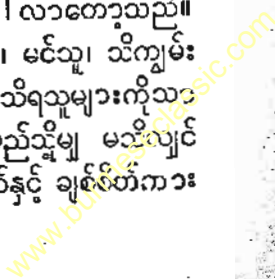 လာတော့သည်။
၊ မင်သူ၊ သိကျွမ်း
သိရသူများကိုသာ
ည်သို့မျှ မသိလျှင်
နှင့် ချစ်ဝတ်ကား
www.burmeseclassic.com